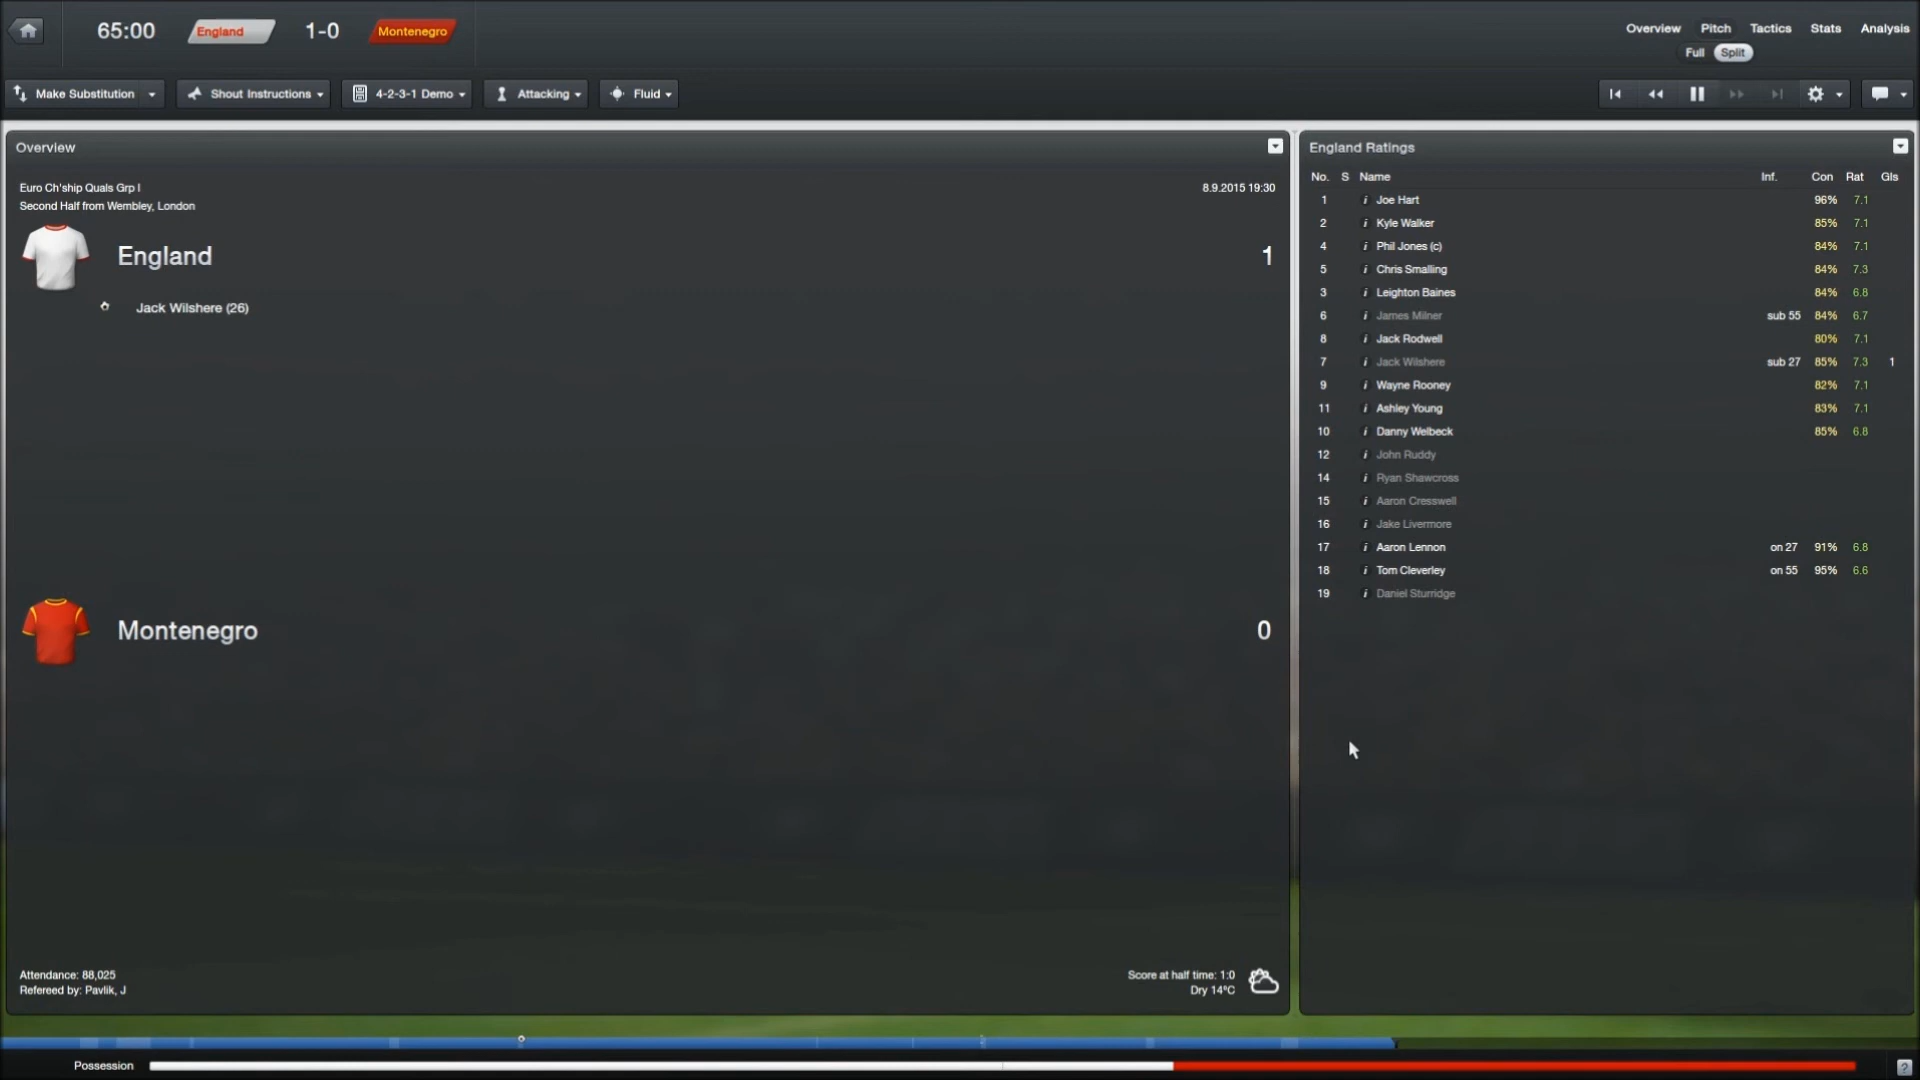 65:00 England 1-0 Montenegro
Overview Pitch Tactics Stats Analysis
Full Split
Make Substitution Shout Instructions 4-2-3-1 Demo Attacking Fluid
Overview
Euro Ch'ship Quals Grp I 8.9.2015 19:30
Second Half from Wembley, London
England 1
Jack Wilshere (26)
Montenegro 0
Attendance: 88,025
Refereed by: Pavlik, J
Score at half time: 1:0
Dry 14°C
England Ratings
No. S Name Inf. Con Rat Gls
1 i Joe Hart 96% 7.1
2 i Kyle Walker 85% 7.1
4 i Phil Jones (c) 84% 7.1
5 i Chris Smalling 84% 7.3
3 i Leighton Baines 84% 6.8
6 i James Milner sub 55 84% 6.7
8 i Jack Rodwell 80% 7.1
7 i Jack Wilshere sub 27 85% 7.3 1
9 i Wayne Rooney 82% 7.1
11 i Ashley Young 83% 7.1
10 i Danny Welbeck 85% 6.8
12 i John Ruddy
14 i Ryan Shawcross
15 i Aaron Cresswell
16 i Jake Livermore
17 i Aaron Lennon on 27 91% 6.8
18 i Tom Cleverley on 55 95% 6.6
19 i Daniel Sturridge
Possession ?